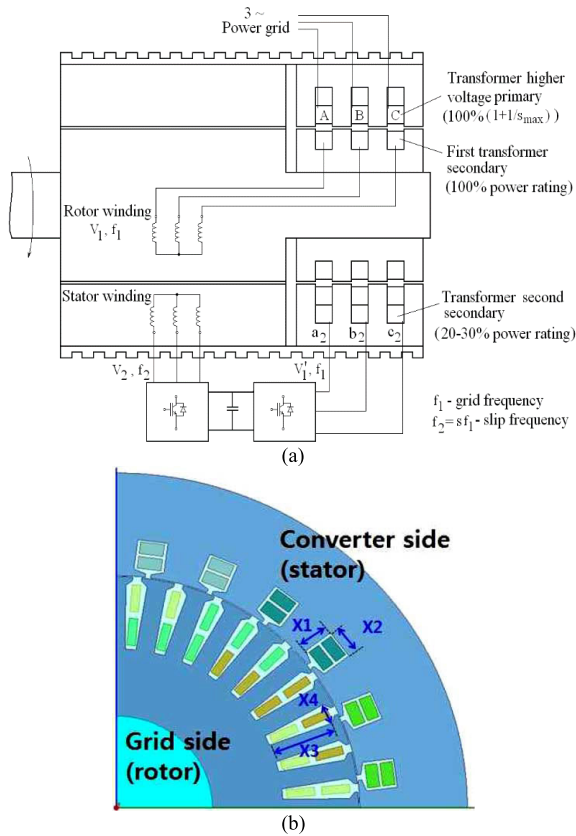 3 ~
Power grid
A B C
Transformer higher
voltage primary
(100% (1+1/smax) )
First transformer
secondary
(100% power rating)
Rotor winding
V1, f1
Stator winding
Transformer second
secondary
(20-30% power rating)
a2 b2 c2
V2 , f2
V1', f1
f1 - grid frequency
f2= sf1- slip frequency
(a)
Converter side
(stator)
X1
X2
X4
X3
Grid side
(rotor)
(b)